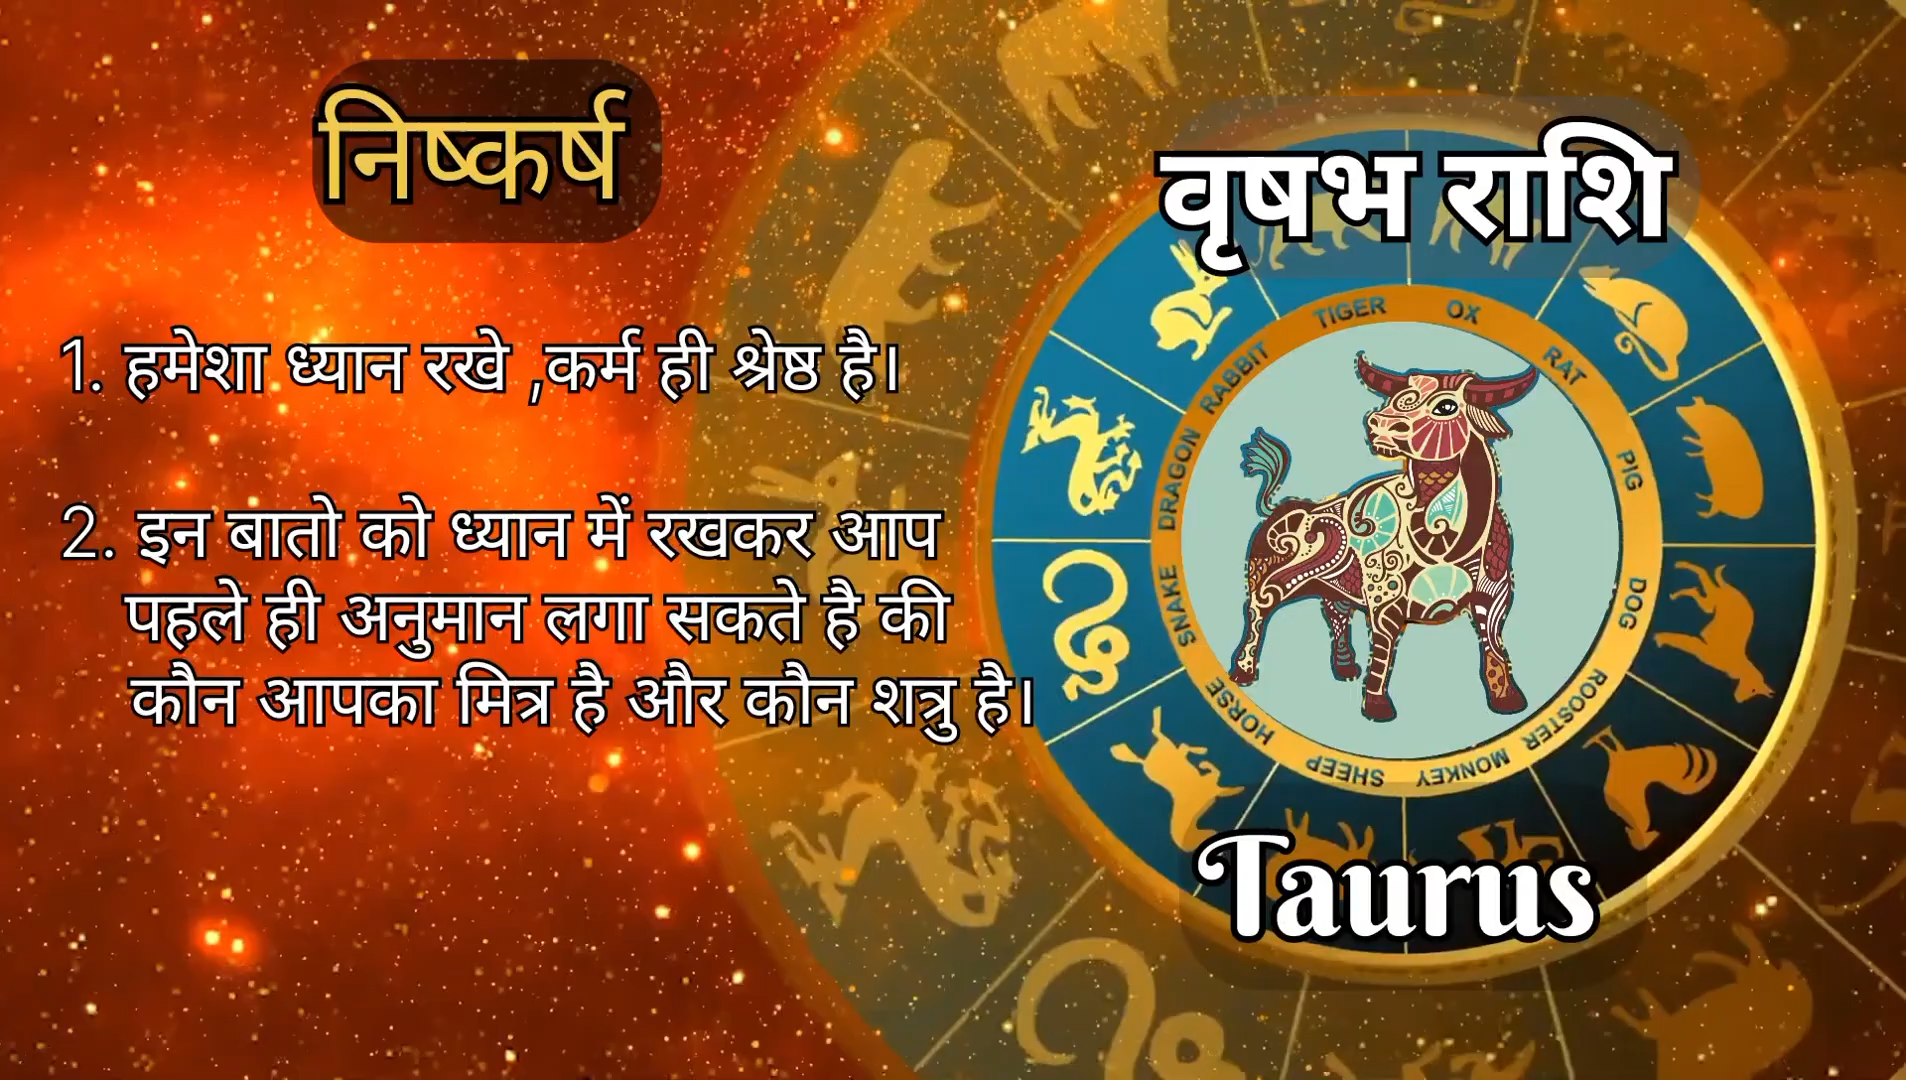 निष्कर्ष
वृषभ राशि
1. हमेशा ध्यान रखे ,कर्म ही श्रेष्ठ है।
2. इन बातो को ध्यान में रखकर आप
पहले ही अनुमान लगा सकते है की
कौन आपका मित्र है और कौन शत्रु है।
TIGER
OX
RAT
PIG
DOG
ROOSTER
MONKEY
SHEEP
HORSE
SNAKE
DRAGON
RABBIT
Taurus